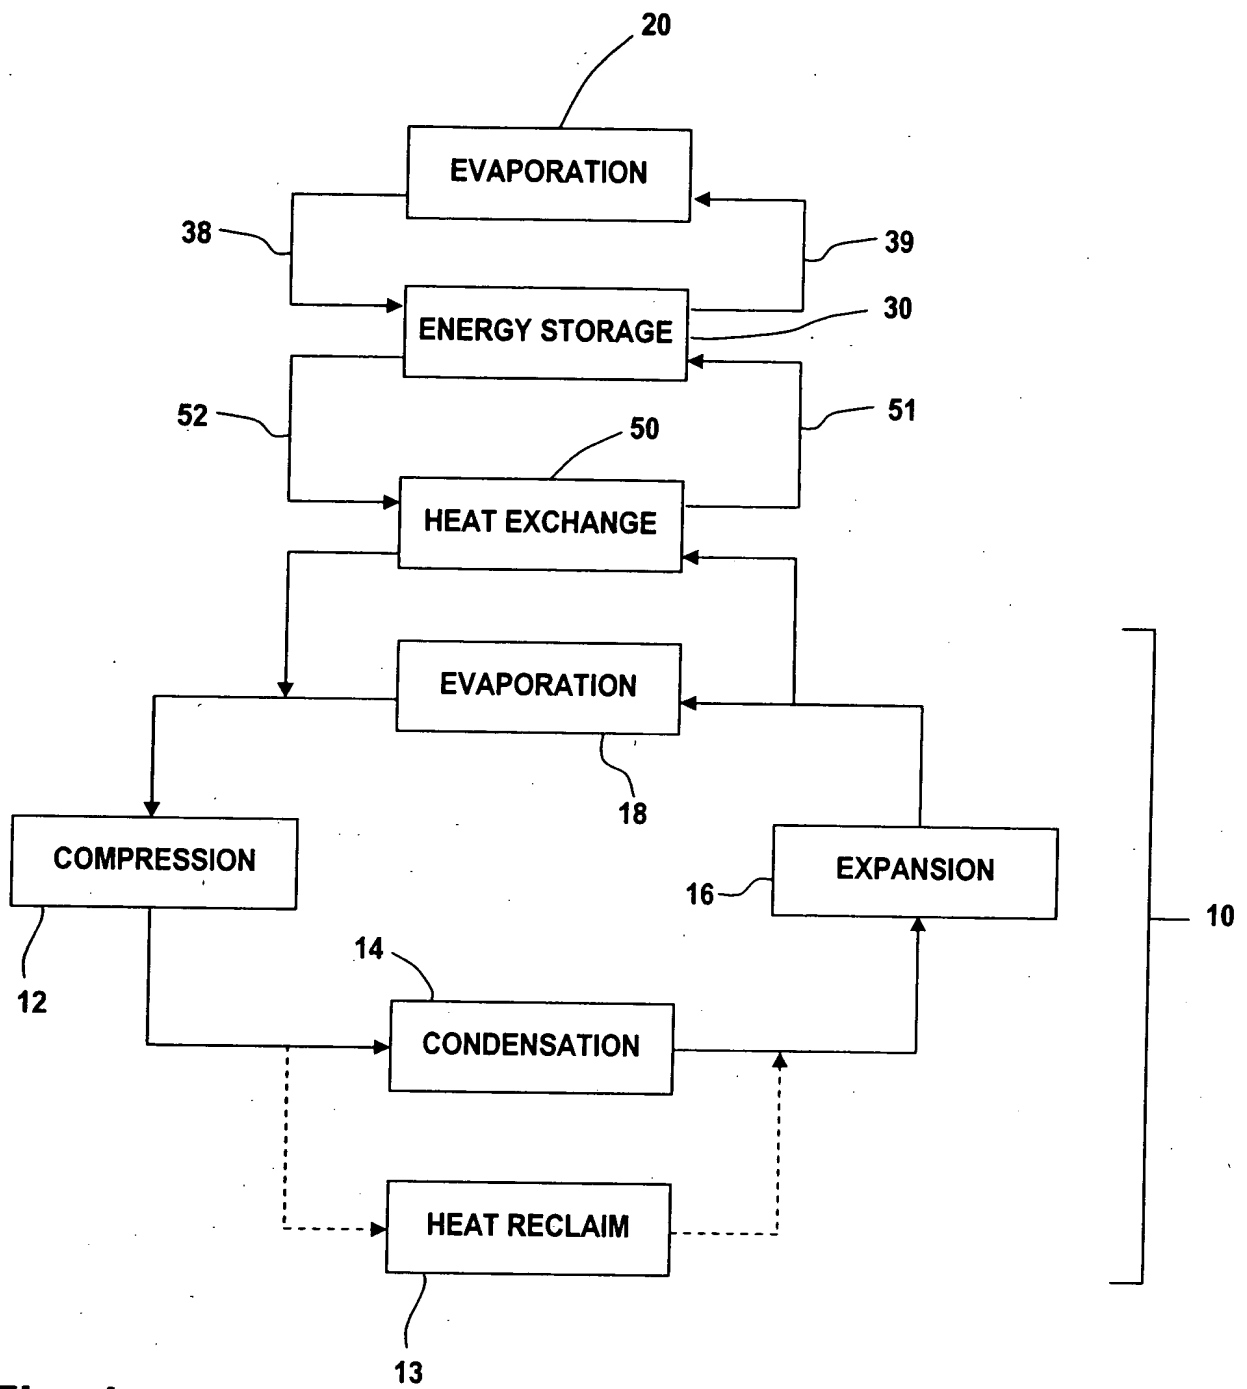 20
EVAPORATION
38
39
ENERGY STORAGE
30
52
51
50
HEAT EXCHANGE
EVAPORATION
18
COMPRESSION
EXPANSION
16
10
12
14
CONDENSATION
HEAT RECLAIM
13